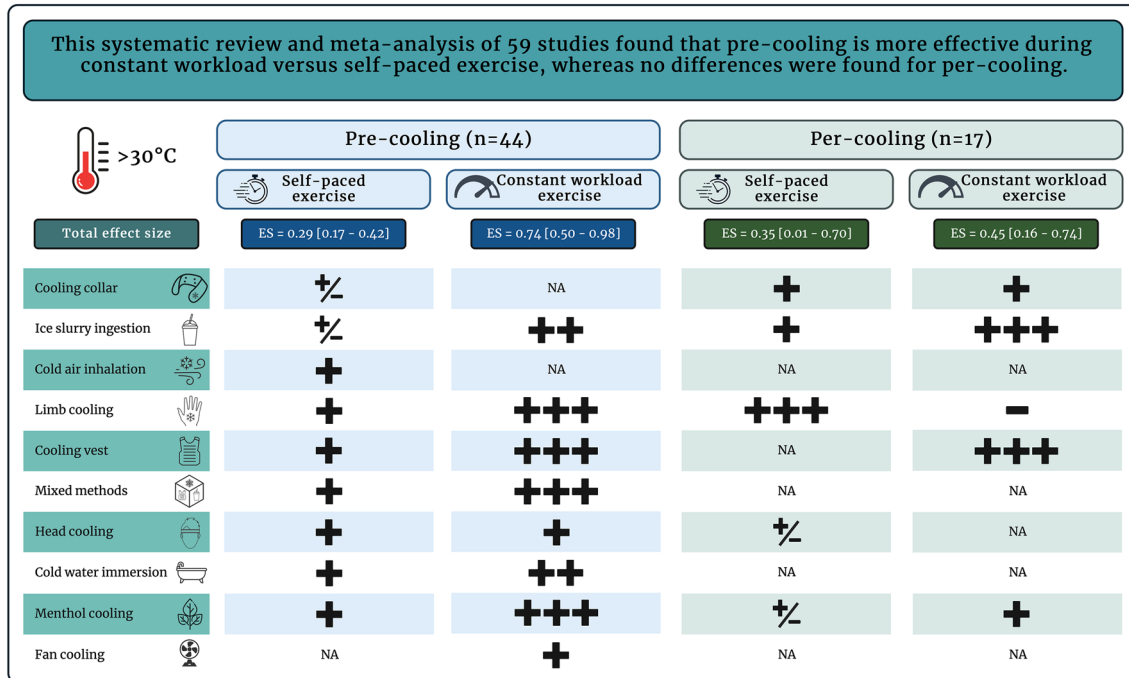 This systematic review and meta-analysis of 59 studies found that pre-cooling is more effective during
constant workload versus self-paced exercise, whereas no differences were found for per-cooling.
>30°C
Pre-cooling (n=44)
Per-cooling (n=17)
Self-paced
exercise
Constant workload
exercise
Self-paced
exercise
Constant workload
exercise
Total effect size
ES = 0.29 [0.17 - 0.42]
ES = 0.74 [0.50 - 0.98]
ES = 0.35 [0.01 - 0.70]
ES = 0.45 [0.16 - 0.74]
Cooling collar +/- NA + +
Ice slurry ingestion +/- ++ + +++
Cold air inhalation + NA NA NA
Limb cooling + +++ +++ -
Cooling vest + +++ NA +++
Mixed methods + +++ NA NA
Head cooling + + +/- NA
Cold water immersion + ++ NA NA
Menthol cooling + +++ +/- +
Fan cooling NA + NA NA